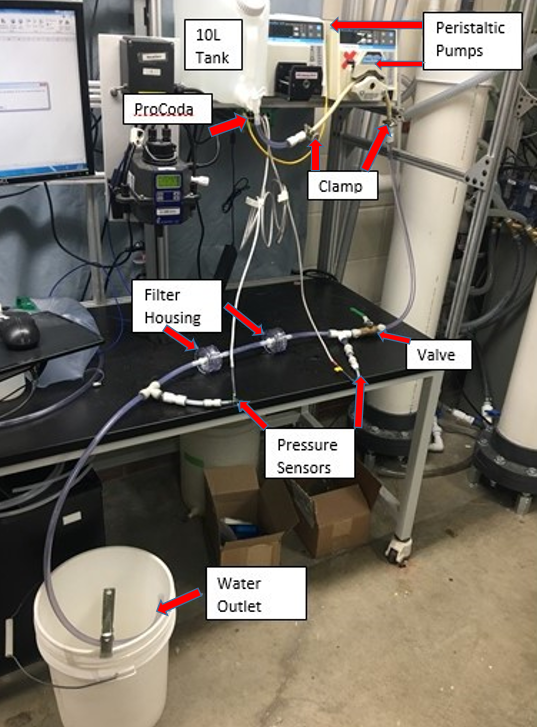 10L
Tank
Peristaltic
Pumps
ProCoda
Clamp
Filter
Housing
Valve
Pressure
Sensors
Water
Outlet